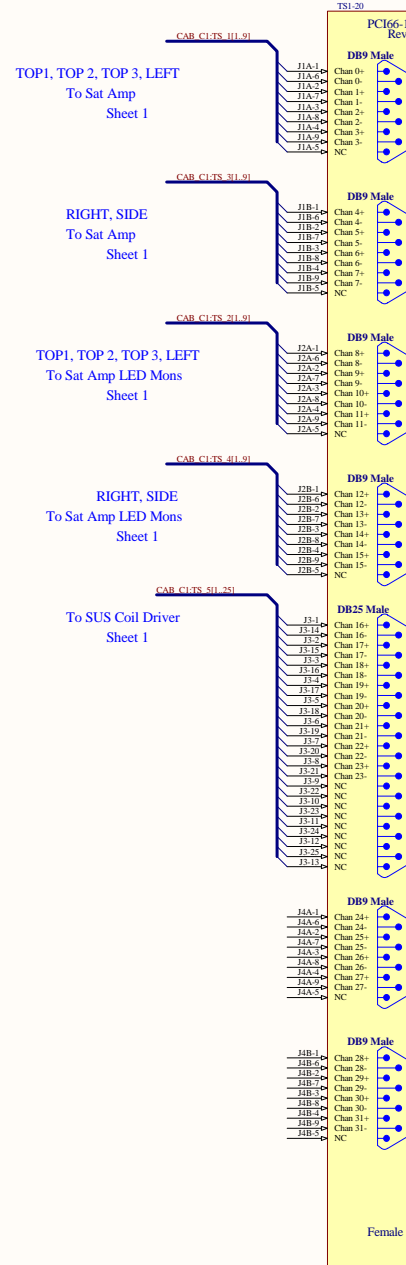 TS1-20
PCI66-1
Rev
CAB_C1:TS_1[1..9]
TOP1, TOP 2, TOP 3, LEFT
To Sat Amp
Sheet 1
DB9 Male
J1A-1 Chan 0+
J1A-6 Chan 0-
J1A-2 Chan 1+
J1A-7 Chan 1-
J1A-3 Chan 2+
J1A-8 Chan 2-
J1A-4 Chan 3+
J1A-9 Chan 3-
J1A-5 NC
CAB_C1:TS_3[1..9]
RIGHT, SIDE
To Sat Amp
Sheet 1
DB9 Male
J1B-1 Chan 4+
J1B-6 Chan 4-
J1B-2 Chan 5+
J1B-7 Chan 5-
J1B-3 Chan 6+
J1B-8 Chan 6-
J1B-4 Chan 7+
J1B-9 Chan 7-
J1B-5 NC
CAB_C1:TS_2[1..9]
TOP1, TOP 2, TOP 3, LEFT
To Sat Amp LED Mons
Sheet 1
DB9 Male
J2A-1 Chan 8+
J2A-6 Chan 8-
J2A-2 Chan 9+
J2A-7 Chan 9-
J2A-3 Chan 10+
J2A-8 Chan 10-
J2A-4 Chan 11+
J2A-9 Chan 11-
J2A-5 NC
CAB_C1:TS_4[1..9]
RIGHT, SIDE
To Sat Amp LED Mons
Sheet 1
DB9 Male
J2B-1 Chan 12+
J2B-6 Chan 12-
J2B-2 Chan 13+
J2B-7 Chan 13-
J2B-3 Chan 14+
J2B-8 Chan 14-
J2B-4 Chan 15+
J2B-9 Chan 15-
J2B-5 NC
CAB_C1:TS_5[1..25]
To SUS Coil Driver
Sheet 1
DB25 Male
J3-1 Chan 16+
J3-14 Chan 16-
J3-2 Chan 17+
J3-15 Chan 17-
J3-3 Chan 18+
J3-16 Chan 18-
J3-4 Chan 19+
J3-17 Chan 19-
J3-5 Chan 20+
J3-18 Chan 20-
J3-6 Chan 21+
J3-19 Chan 21-
J3-7 Chan 22+
J3-20 Chan 22-
J3-8 Chan 23+
J3-21 Chan 23-
J3-9 NC
J3-22 NC
J3-10 NC
J3-23 NC
J3-11 NC
J3-24 NC
J3-12 NC
J3-25 NC
J3-13 NC
DB9 Male
J4A-1 Chan 24+
J4A-6 Chan 24-
J4A-2 Chan 25+
J4A-7 Chan 25-
J4A-3 Chan 26+
J4A-8 Chan 26-
J4A-4 Chan 27+
J4A-9 Chan 27-
J4A-5 NC
DB9 Male
J4B-1 Chan 28+
J4B-6 Chan 28-
J4B-2 Chan 29+
J4B-7 Chan 29-
J4B-3 Chan 30+
J4B-8 Chan 30-
J4B-4 Chan 31+
J4B-9 Chan 31-
J4B-5 NC
Female